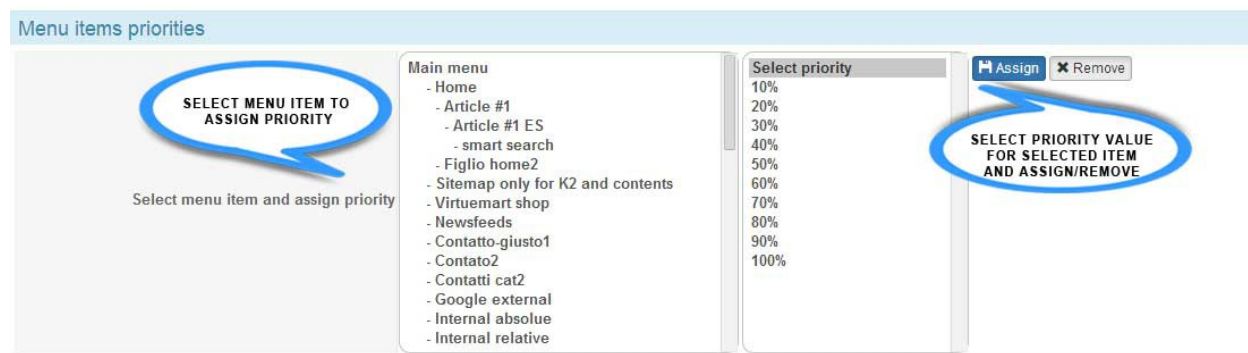 Menu items priorities
SELECT MENU ITEM TO
ASSIGN PRIORITY
Select menu item and assign priority
Main menu
- Home
- Article #1
- Article #1 ES
- smart search
- Figlio home2
- Sitemap only for K2 and contents
- Virtuemart shop
- Newsfeeds
- Contatto-giusto1
- Contato2
- Contatti cat2
- Google external
- Internal absolue
- Internal relative
Select priority
10%
20%
30%
40%
50%
60%
70%
80%
90%
100%
Assign
Remove
SELECT PRIORITY VALUE
FOR SELECTED ITEM
AND ASSIGN/REMOVE